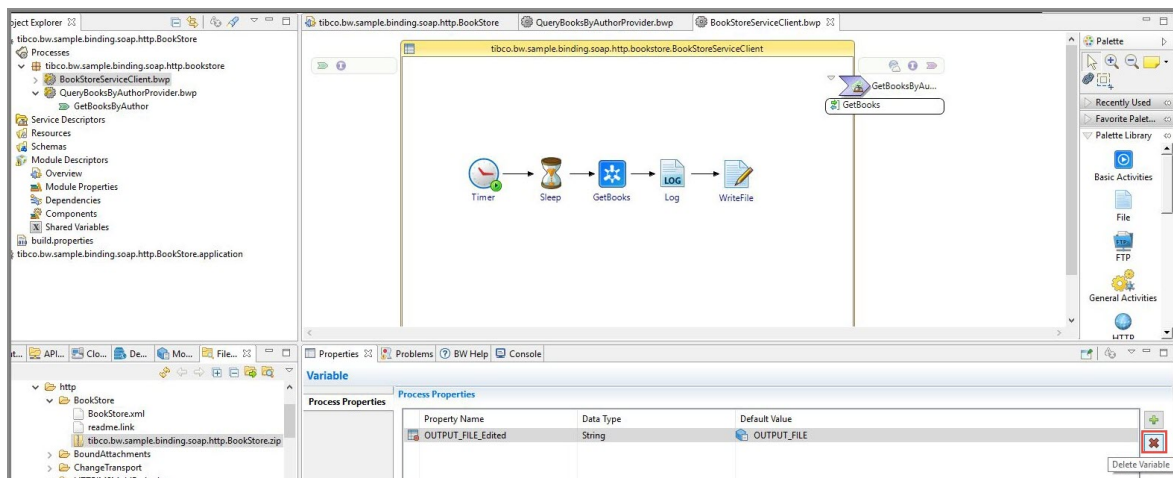 oject Explorer
tibco.bw.sample.binding.soap.http.BookStore
Processes
tibco.bw.sample.binding.soap.http.bookstore
BookStoreServiceClient.bwp
QueryBooksByAuthorProvider.bwp
GetBooksByAuthor
Service Descriptors
Resources
Schemas
Module Descriptors
Overview
Module Properties
Dependencies
Components
Shared Variables
build.properties
tibco.bw.sample.binding.soap.http.BookStore.application
tibco.bw.sample.binding.soap.http.BookStore QueryBooksByAuthorProvider.bwp BookStoreServiceClient.bwp
tibco.bw.sample.binding.soap.http.bookstore.BookStoreServiceClient
GetBooksByAu...
GetBooks
LOG
Timer Sleep GetBooks Log WriteFile
Palette
Recently Used
Favorite Palet...
Palette Library
Basic Activities
File
FTP
General Activities
HTTP
API... Clo... De... Mo... File...
http
BookStore
BookStore.xml
readme.link
tibco.bw.sample.binding.soap.http.BookStore.zip
BoundAttachments
ChangeTransport
Properties Problems BW Help Console
Variable
Process Properties
Process Properties
Property Name Data Type Default Value
OUTPUT_FILE_Edited String OUTPUT_FILE
Delete Variable